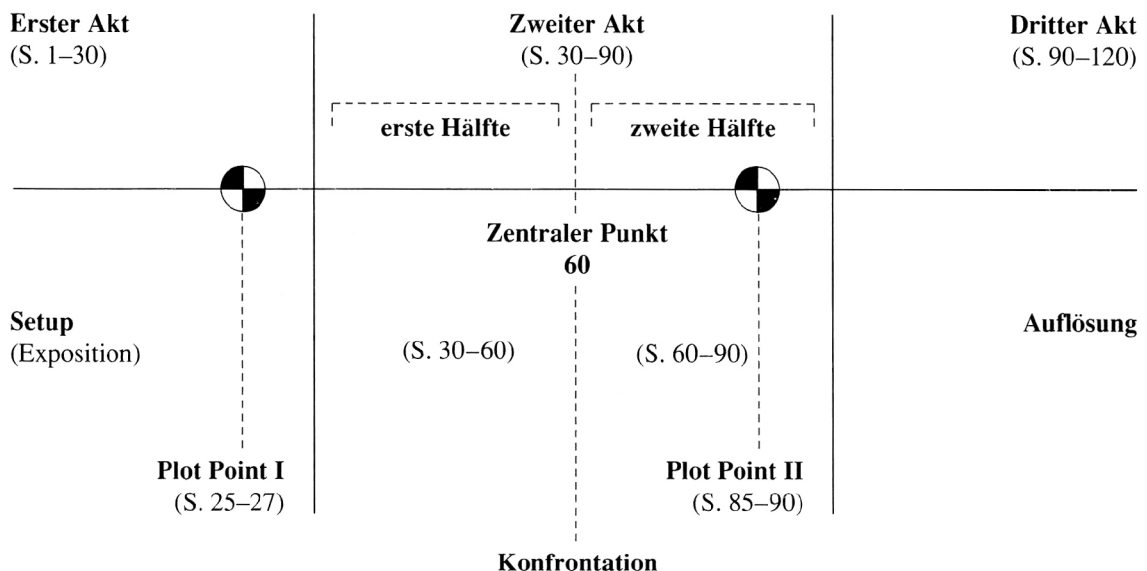 Erster Akt
(S. 1–30)
Zweiter Akt
(S. 30–90)
Dritter Akt
(S. 90–120)
erste Hälfte
zweite Hälfte
Zentraler Punkt
60
Setup
(Exposition)
(S. 30–60)
(S. 60–90)
Auflösung
Plot Point I
(S. 25–27)
Plot Point II
(S. 85–90)
Konfrontation